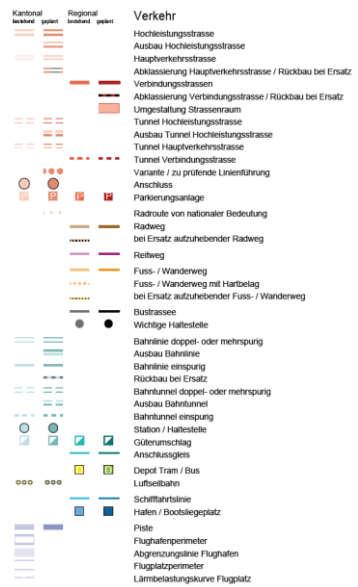 Kantonal Regional Verkehr
bestehend geplant bestehend geplant
Hochleistungsstrasse
Ausbau Hochleistungsstrasse
Hauptverkehrsstrasse
Abklassierung Hauptverkehrsstrasse / Rückbau bei Ersatz
Verbindungsstrassen
Abklassierung Verbindungsstrasse / Rückbau bei Ersatz
Umgestaltung Strassenraum
Tunnel Hochleistungsstrasse
Ausbau Tunnel Hochleistungsstrasse
Tunnel Hauptverkehrsstrasse
Tunnel Verbindungsstrasse
Variante / zu prüfende Linienführung
Anschluss
P P P P Parkierungsanlage
Radroute von nationaler Bedeutung
Radweg
bei Ersatz aufzuhebender Radweg
Reitweg
Fuss- / Wanderweg
Fuss- / Wanderweg mit Hartbelag
bei Ersatz aufzuhebender Fuss- / Wanderweg
Bustrassee
Wichtige Haltestelle
Bahnlinie doppel- oder mehrspurig
Ausbau Bahnlinie
Bahnlinie einspurig
Rückbau bei Ersatz
Bahntunnel doppel- oder mehrspurig
Ausbau Bahntunnel
Bahntunnel einspurig
Station / Haltestelle
Güterumschlag
Anschlussgleis
Depot Tram / Bus
Luftseilbahn
Schifffahrtslinie
Hafen / Bootsliegeplatz
Piste
Flughafenperimeter
Abgrenzungslinie Flughafen
Flugplatzperimeter
Lärmbelastungskurve Flugplatz